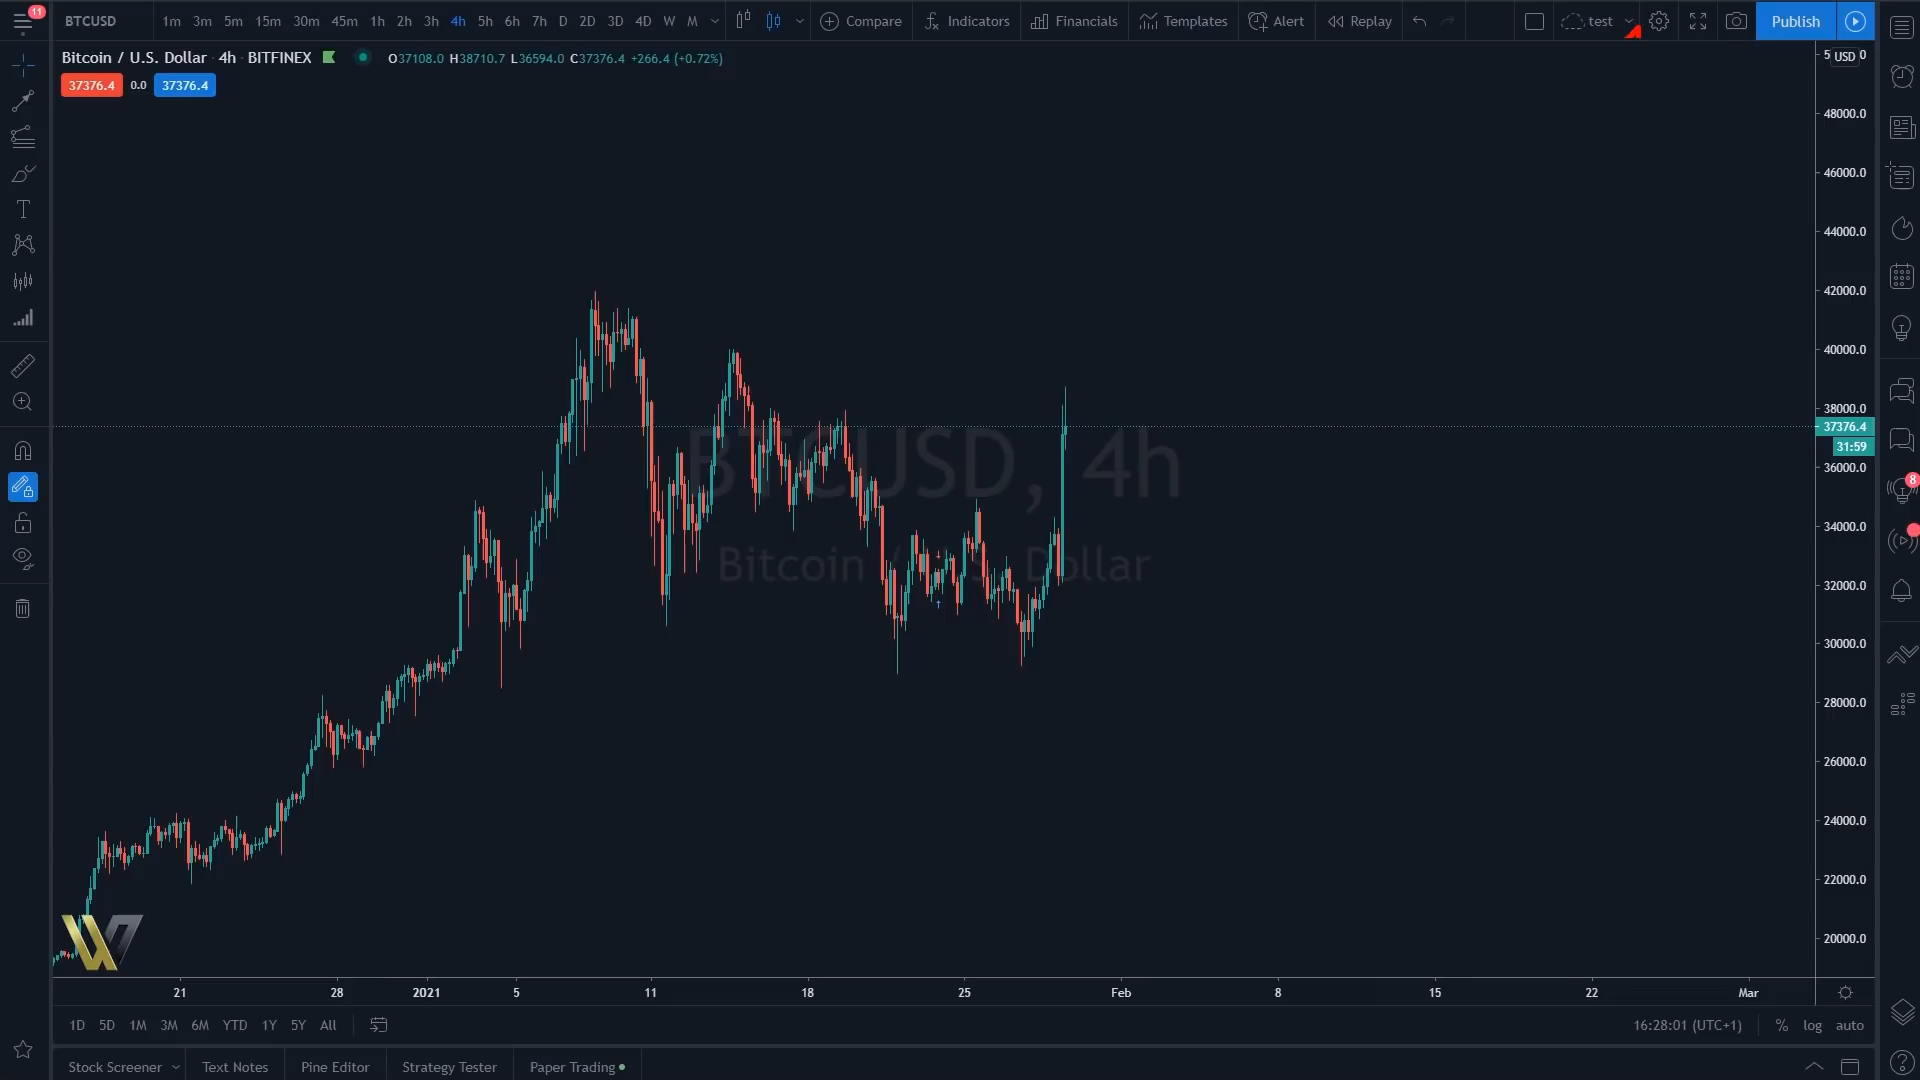 11
BTCUSD 1m 3m 5m 15m 30m 45m 1h 2h 3h 4h 5h 6h 7h D 2D 3D 4D W M Compare Indicators Financials Templates Alert Replay test Publish
Bitcoin / U.S. Dollar 4h BITFINEX O37108.0 H38710.7 L36594.0 C37376.4 +266.4 (+0.72%)
37376.4 0.0 37376.4
USD
48000.0
46000.0
44000.0
42000.0
40000.0
38000.0
37376.4
31:59
36000.0
34000.0
32000.0
30000.0
28000.0
26000.0
24000.0
22000.0
20000.0
BTCUSD, 4h
Bitcoin / U.S. Dollar
8
21 28 2021 5 11 18 25 Feb 8 15 22 Mar
1D 5D 1M 3M 6M YTD 1Y 5Y All 16:28:01 (UTC+1) % log auto
Stock Screener Text Notes Pine Editor Strategy Tester Paper Trading